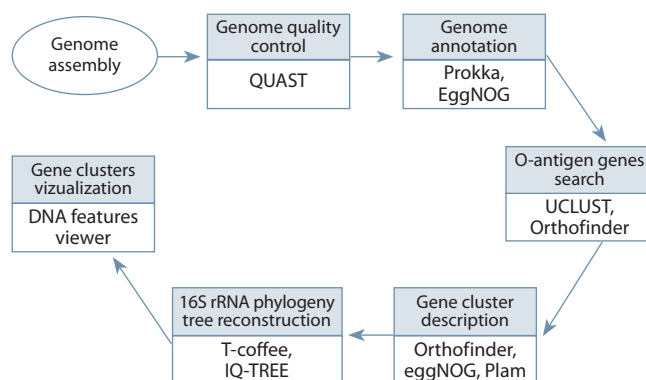 Genome
assembly
Genome quality
control
QUAST
Genome
annotation
Prokka,
EggNOG
O-antigen genes
search
UCLUST,
Orthofinder
Gene cluster
description
Orthofinder,
eggNOG, Plam
16S rRNA phylogeny
tree reconstruction
T-coffee,
IQ-TREE
Gene clusters
vizualization
DNA features
viewer